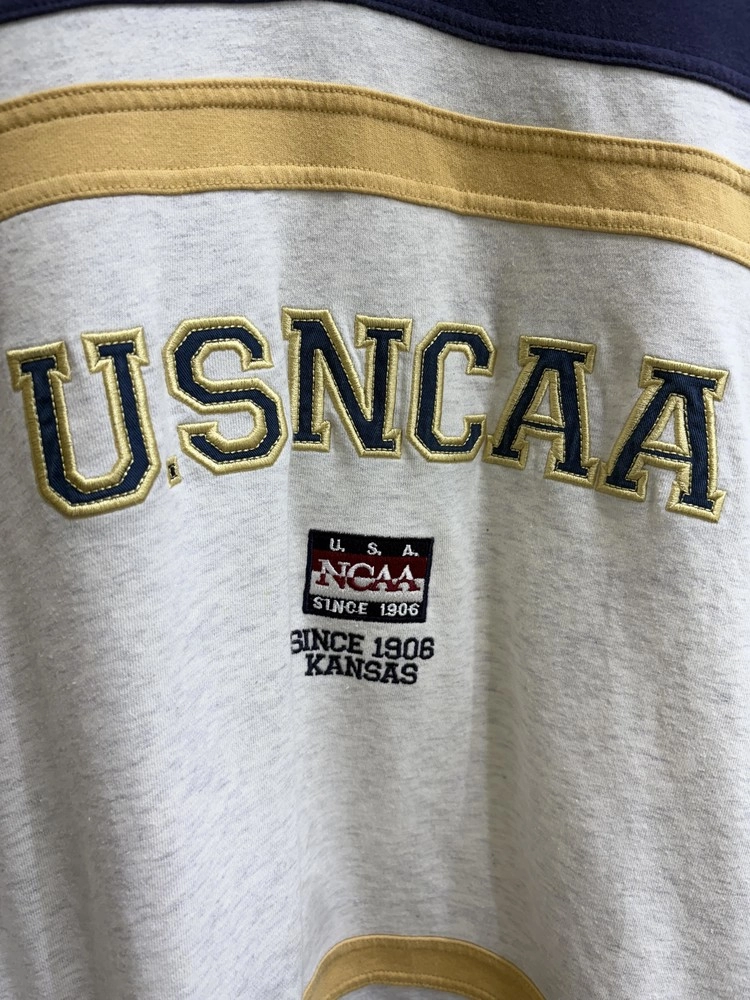 U.SNCAA
U. S. A.
NCAA
SINCE 1906
SINCE 1906
KANSAS